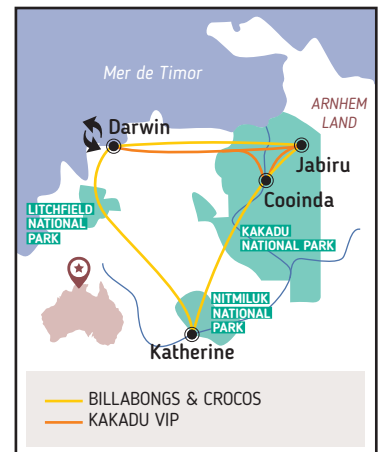 Mer de Timor
ARNHEM
LAND
Darwin
Jabiru
Cooinda
LITCHFIELD
NATIONAL
PARK
KAKADU
NATIONAL PARK
NITMILUK
NATIONAL
PARK
Katherine
BILLABONGS & CROCOS
KAKADU VIP